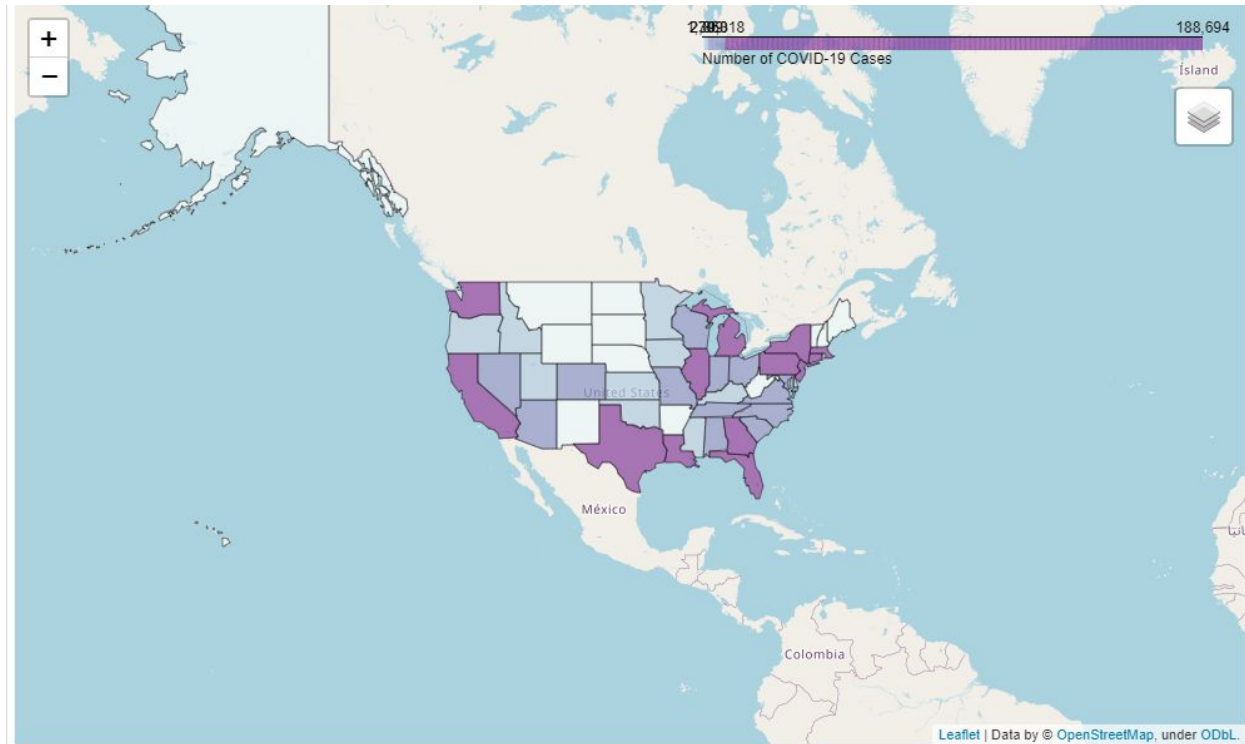 +
−
188,694
Number of COVID-19 Cases
Ísland
United States
México
Colombia
Leaflet | Data by © OpenStreetMap, under ODbL.